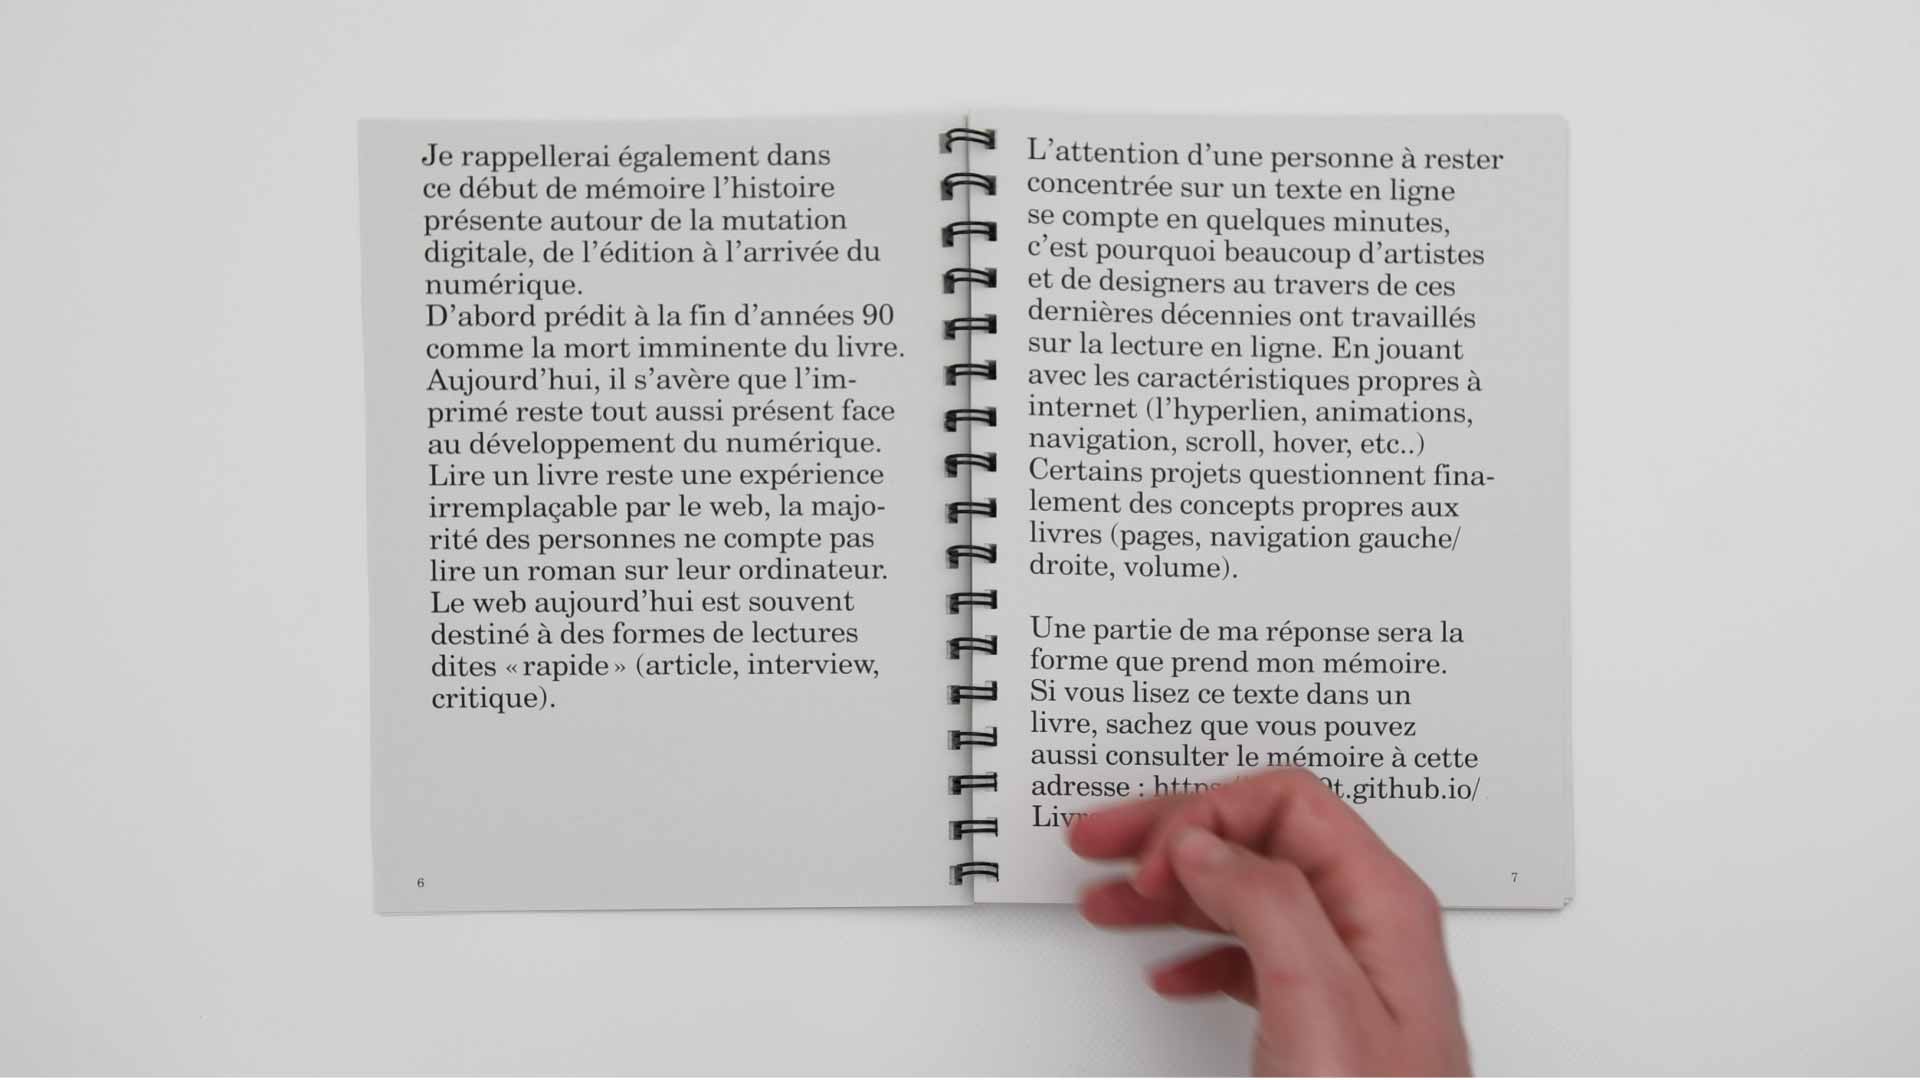 Je rappellerai également dans
ce début de mémoire l’histoire
présente autour de la mutation
digitale, de l’édition à l’arrivée du
numérique.
D’abord prédit à la fin d’années 90
comme la mort imminente du livre.
Aujourd’hui, il s’avère que l’im-
primé reste tout aussi présent face
au développement du numérique.
Lire un livre reste une expérience
irremplaçable par le web, la majo-
rité des personnes ne compte pas
lire un roman sur leur ordinateur.
Le web aujourd’hui est souvent
destiné à des formes de lectures
dites « rapide » (article, interview,
critique).
6
L’attention d’une personne à rester
concentrée sur un texte en ligne
se compte en quelques minutes,
c’est pourquoi beaucoup d’artistes
et de designers au travers de ces
dernières décennies ont travaillés
sur la lecture en ligne. En jouant
avec les caractéristiques propres à
internet (l’hyperlien, animations,
navigation, scroll, hover, etc..)
Certains projets questionnent fina-
lement des concepts propres aux
livres (pages, navigation gauche/
droite, volume).
Une partie de ma réponse sera la
forme que prend mon mémoire.
Si vous lisez ce texte dans un
livre, sachez que vous pouvez
aussi consulter le mémoire à cette
adresse : t.github.io/
7